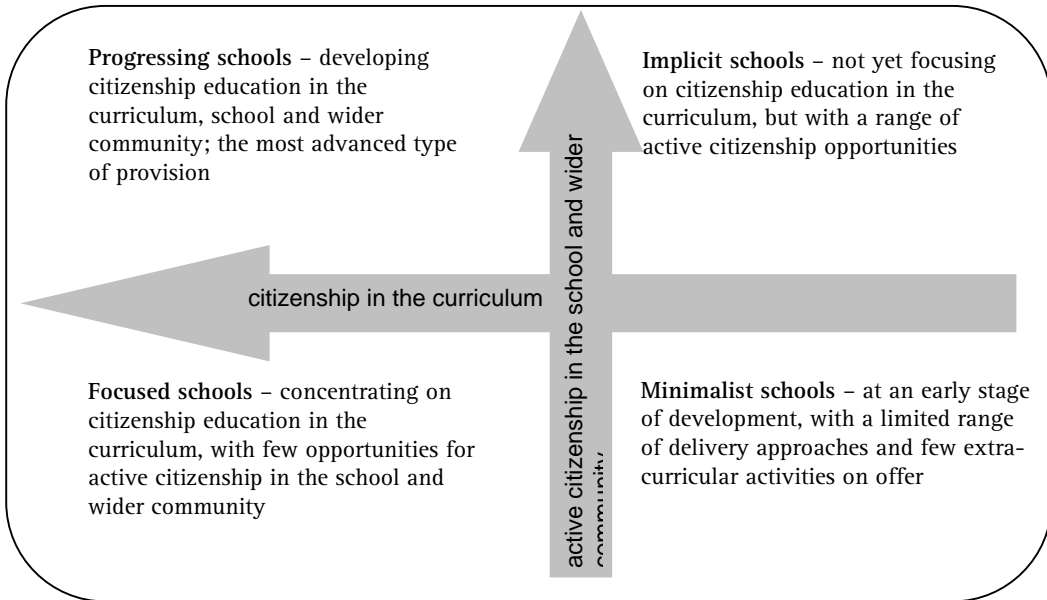 Progressing schools – developing
citizenship education in the
curriculum, school and wider
community; the most advanced type
of provision
Implicit schools – not yet focusing
on citizenship education in the
curriculum, but with a range of
active citizenship opportunities
citizenship in the curriculum
active citizenship in the school and wider
community
Focused schools – concentrating on
citizenship education in the
curriculum, with few opportunities for
active citizenship in the school and
wider community
Minimalist schools – at an early stage
of development, with a limited range
of delivery approaches and few extra-
curricular activities on offer